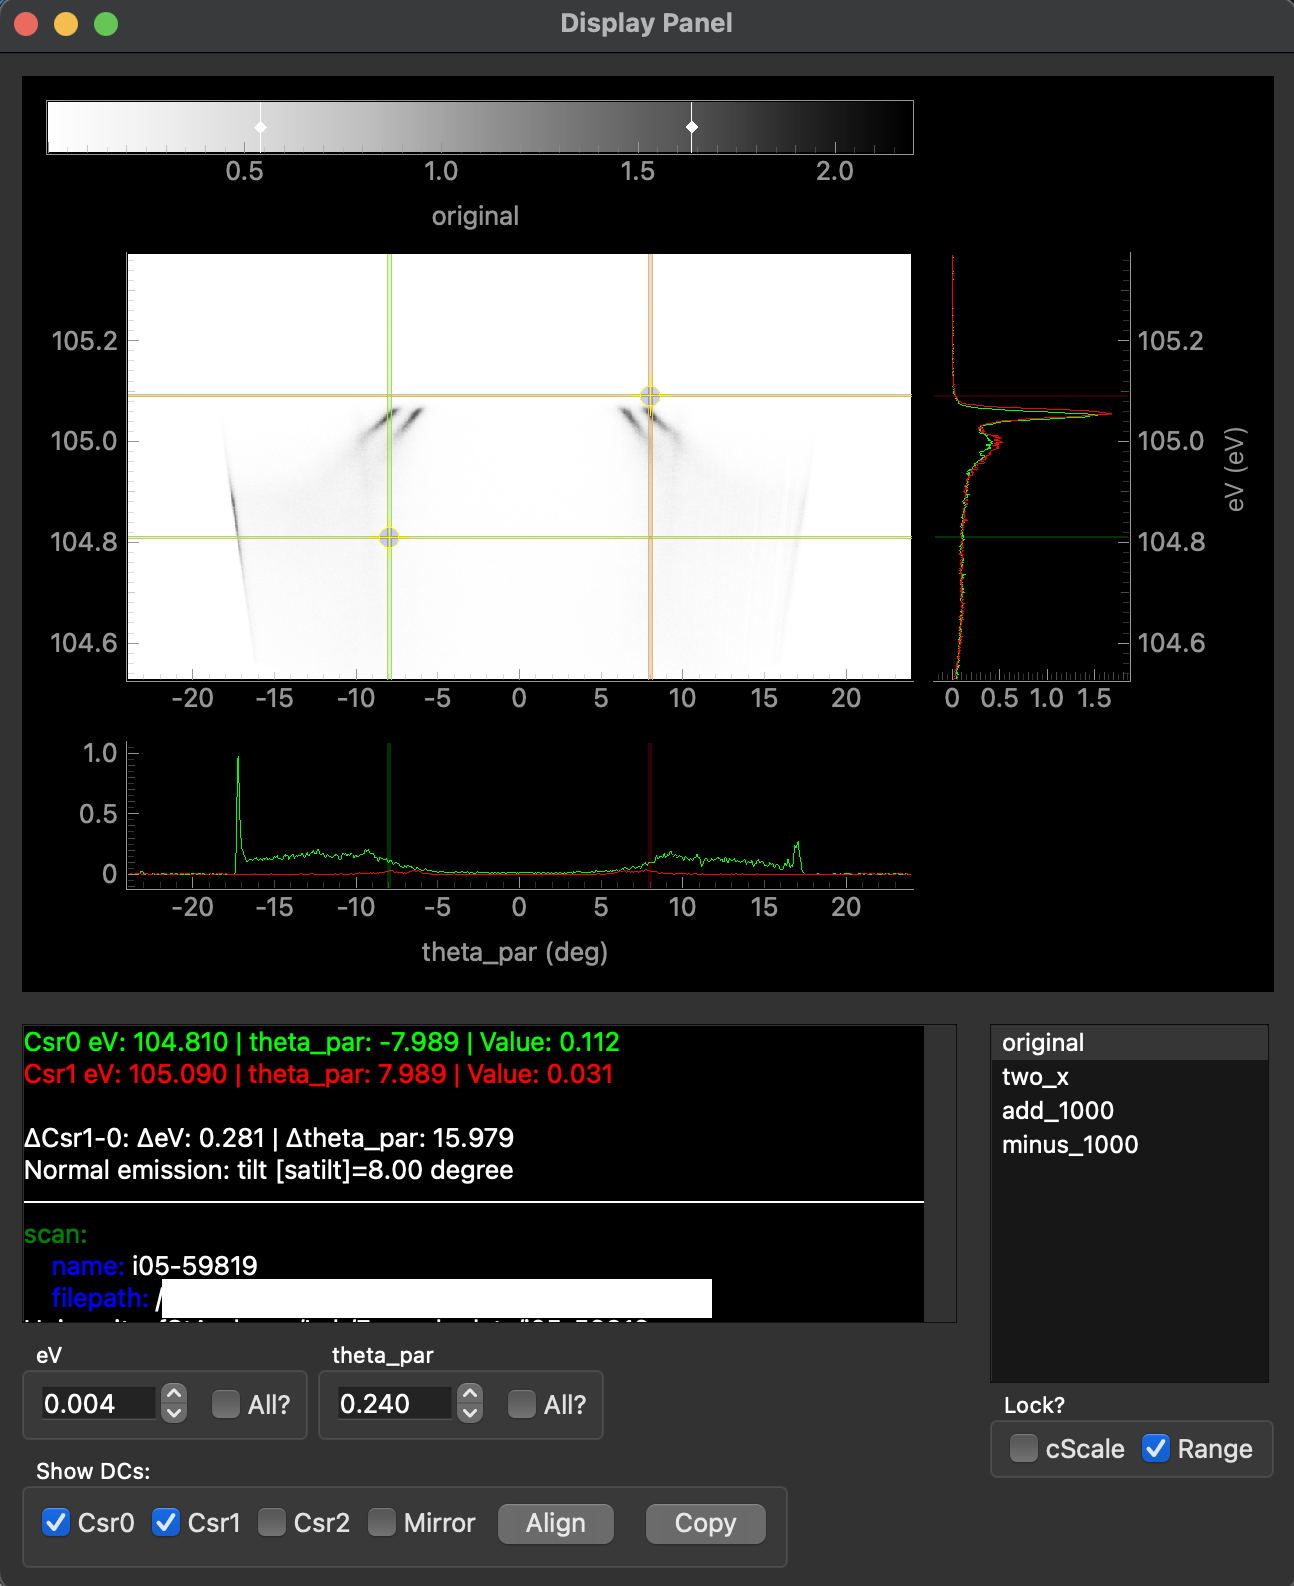 Display Panel
0.5 1.0 1.5 2.0
original
105.2
105.0
104.8
104.6
-20 -15 -10 -5 0 5 10 15 20
105.2
105.0
104.8
104.6
eV (eV)
0 0.5 1.0 1.5
1.0
0.5
0
-20 -15 -10 -5 0 5 10 15 20
theta_par (deg)
Csr0 eV: 104.810 | theta_par: -7.989 | Value: 0.112
Csr1 eV: 105.090 | theta_par: 7.989 | Value: 0.031
ΔCsr1-0: ΔeV: 0.281 | Δtheta_par: 15.979
Normal emission: tilt [satilt]=8.00 degree
scan:
name: i05-59819
filepath: /
original
two_x
add_1000
minus_1000
eV
0.004
All?
theta_par
0.240
All?
Lock?
cScale Range
Show DCs:
Csr0 Csr1 Csr2 Mirror Align Copy